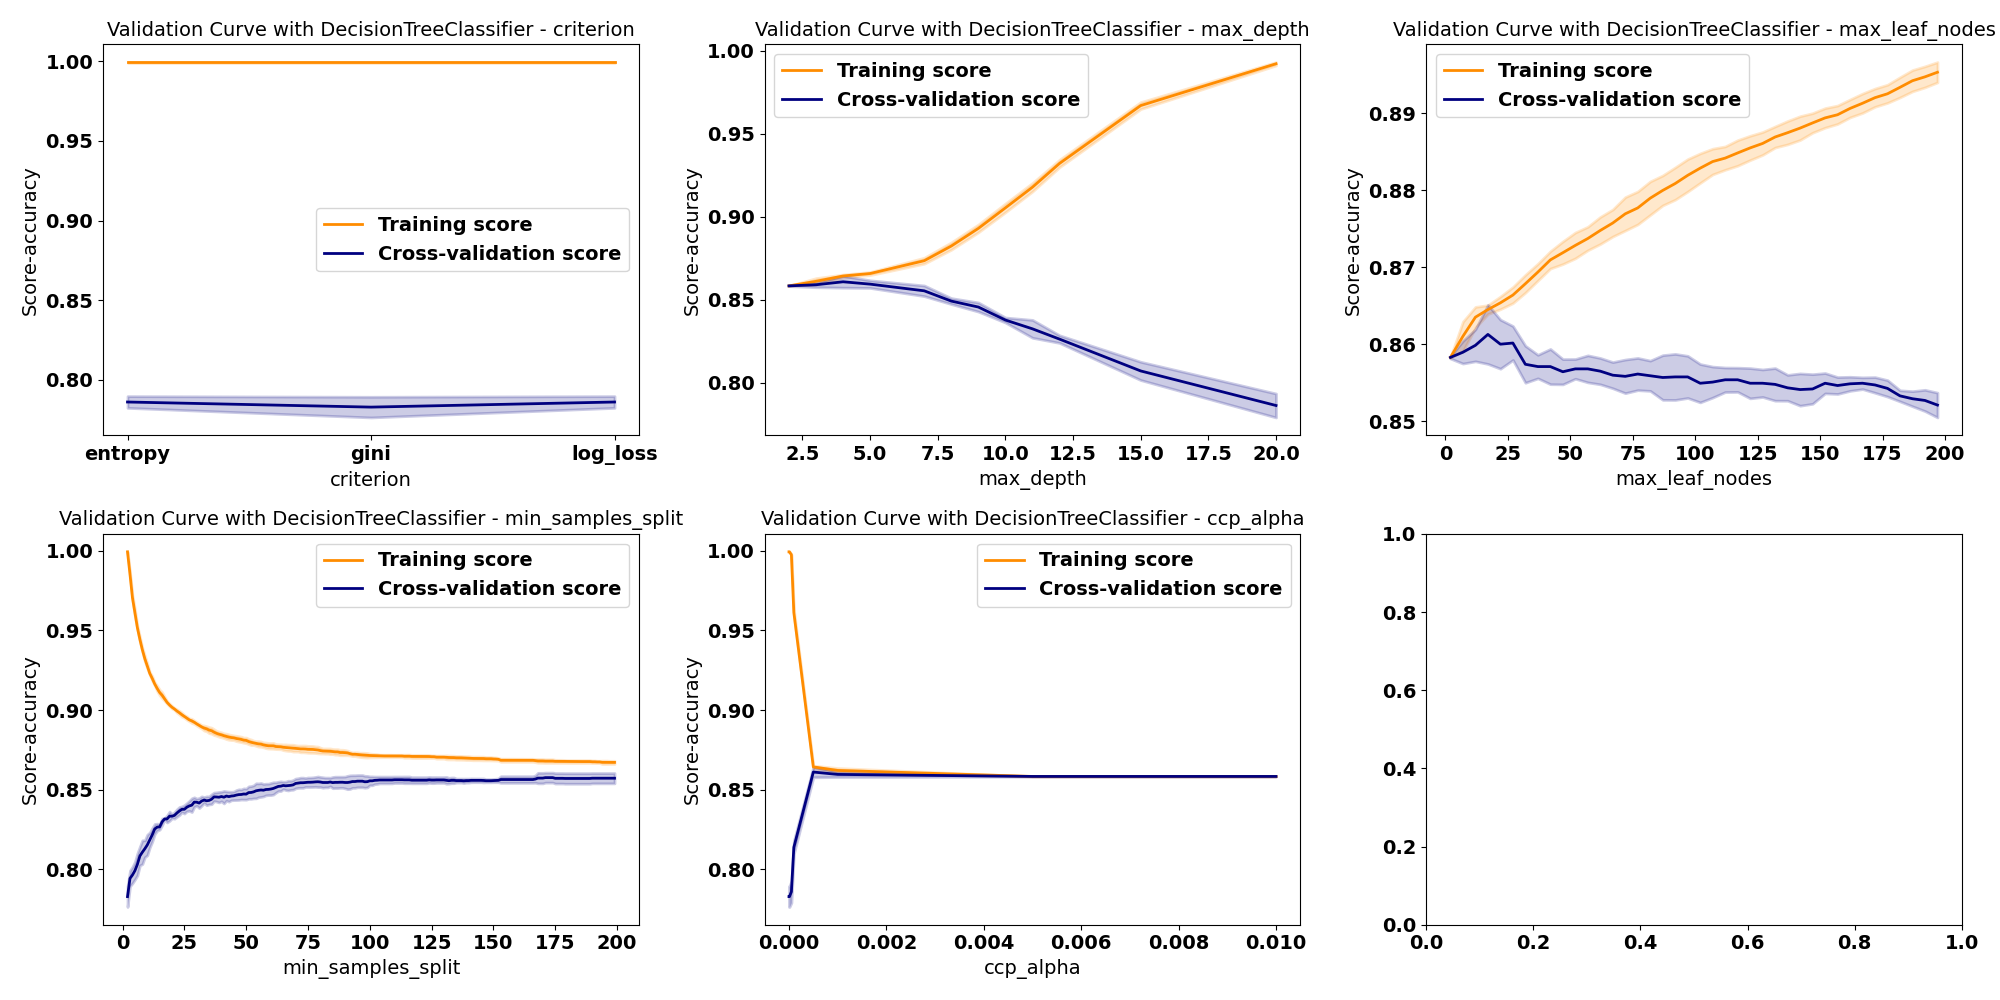 Validation Curve with DecisionTreeClassifier - criterion
1.00
0.95
0.90
0.85
0.80
Score-accuracy
Training score
Cross-validation score
entropy gini log_loss
criterion
Validation Curve with DecisionTreeClassifier - max_depth
1.00
0.95
0.90
0.85
0.80
Score-accuracy
Training score
Cross-validation score
2.5 5.0 7.5 10.0 12.5 15.0 17.5 20.0
max_depth
Validation Curve with DecisionTreeClassifier - max_leaf_nodes
0.89
0.88
0.87
0.86
0.85
Score-accuracy
Training score
Cross-validation score
0 25 50 75 100 125 150 175 200
max_leaf_nodes
Validation Curve with DecisionTreeClassifier - min_samples_split
1.00
0.95
0.90
0.85
0.80
Score-accuracy
Training score
Cross-validation score
0 25 50 75 100 125 150 175 200
min_samples_split
Validation Curve with DecisionTreeClassifier - ccp_alpha
1.00
0.95
0.90
0.85
0.80
Score-accuracy
Training score
Cross-validation score
0.000 0.002 0.004 0.006 0.008 0.010
ccp_alpha
1.0
0.8
0.6
0.4
0.2
0.0
0.0 0.2 0.4 0.6 0.8 1.0